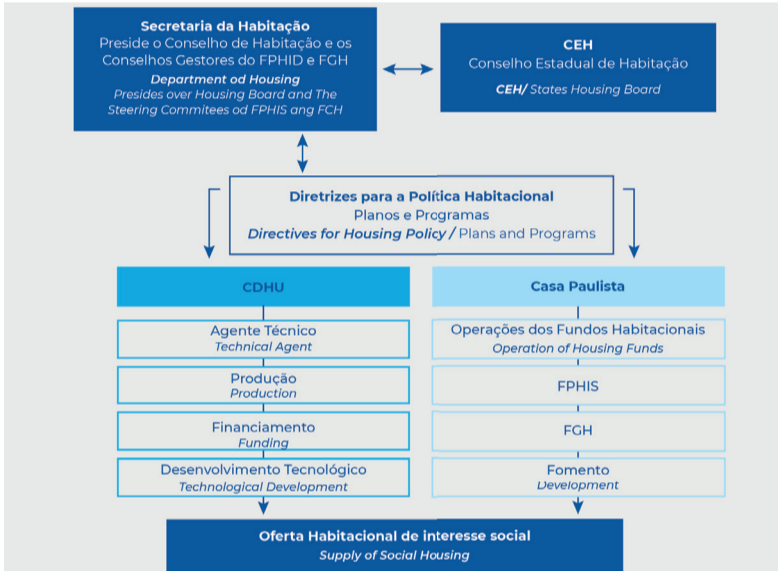 Secretaria da Habitação
Preside o Conselho de Habitação e os
Conselhos Gestores do FPHID e FGH
Department od Housing
Presides over Housing Board and The
Steering Commitees od FPHIS ang FCH
CEH
Conselho Estadual de Habitação
CEH/ States Housing Board
Diretrizes para a Política Habitacional
Planos e Programas
Directives for Housing Policy / Plans and Programs
CDHU
Agente Técnico
Technical Agent
Produção
Production
Financiamento
Funding
Desenvolvimento Tecnológico
Technological Development
Casa Paulista
Operações dos Fundos Habitacionais
Operation of Housing Funds
FPHIS
FGH
Fomento
Development
Oferta Habitacional de interesse social
Supply of Social Housing